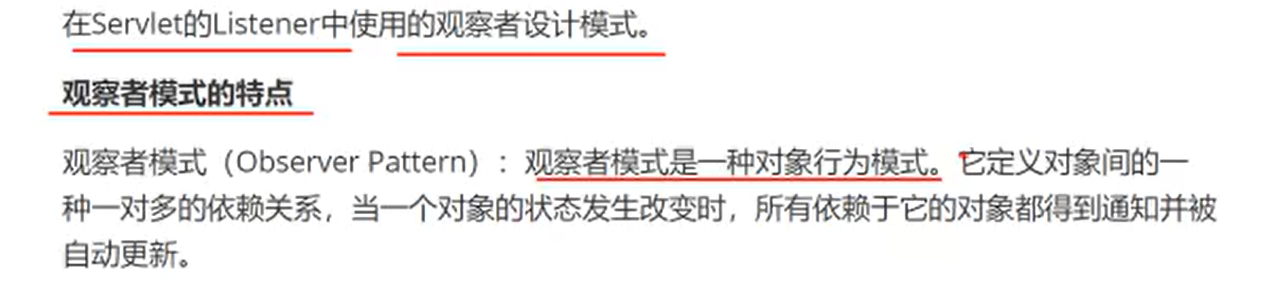 在Servlet的Listener中使用的观察者设计模式。
观察者模式的特点
观察者模式（Observer Pattern）：观察者模式是一种对象行为模式。它定义对象间的一
种一对多的依赖关系，当一个对象的状态发生改变时，所有依赖于它的对象都得到通知并被
自动更新。